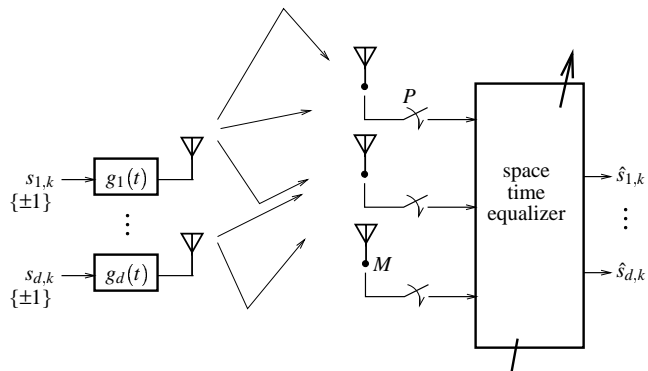 s_{1,k}
{±1}
g_1(t)
⋮
s_{d,k}
{±1}
g_d(t)
P
M
space
time
equalizer
ŝ_{1,k}
⋮
ŝ_{d,k}